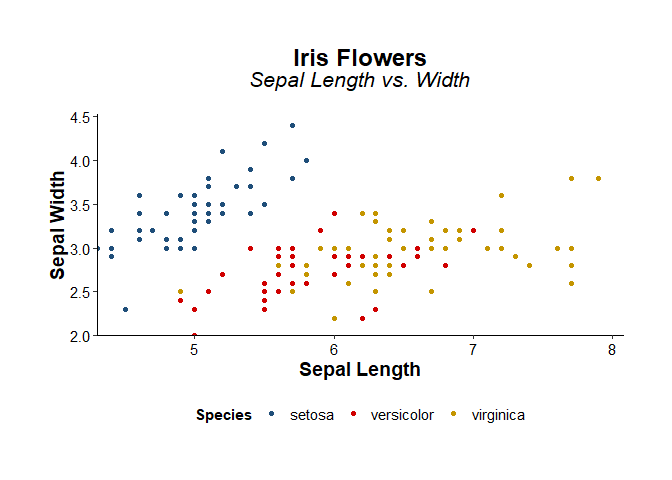 Iris Flowers
Sepal Length vs. Width
4.5
4.0
3.5
3.0
2.5
2.0
Sepal Width
5 6 7 8
Sepal Length
Species setosa versicolor virginica